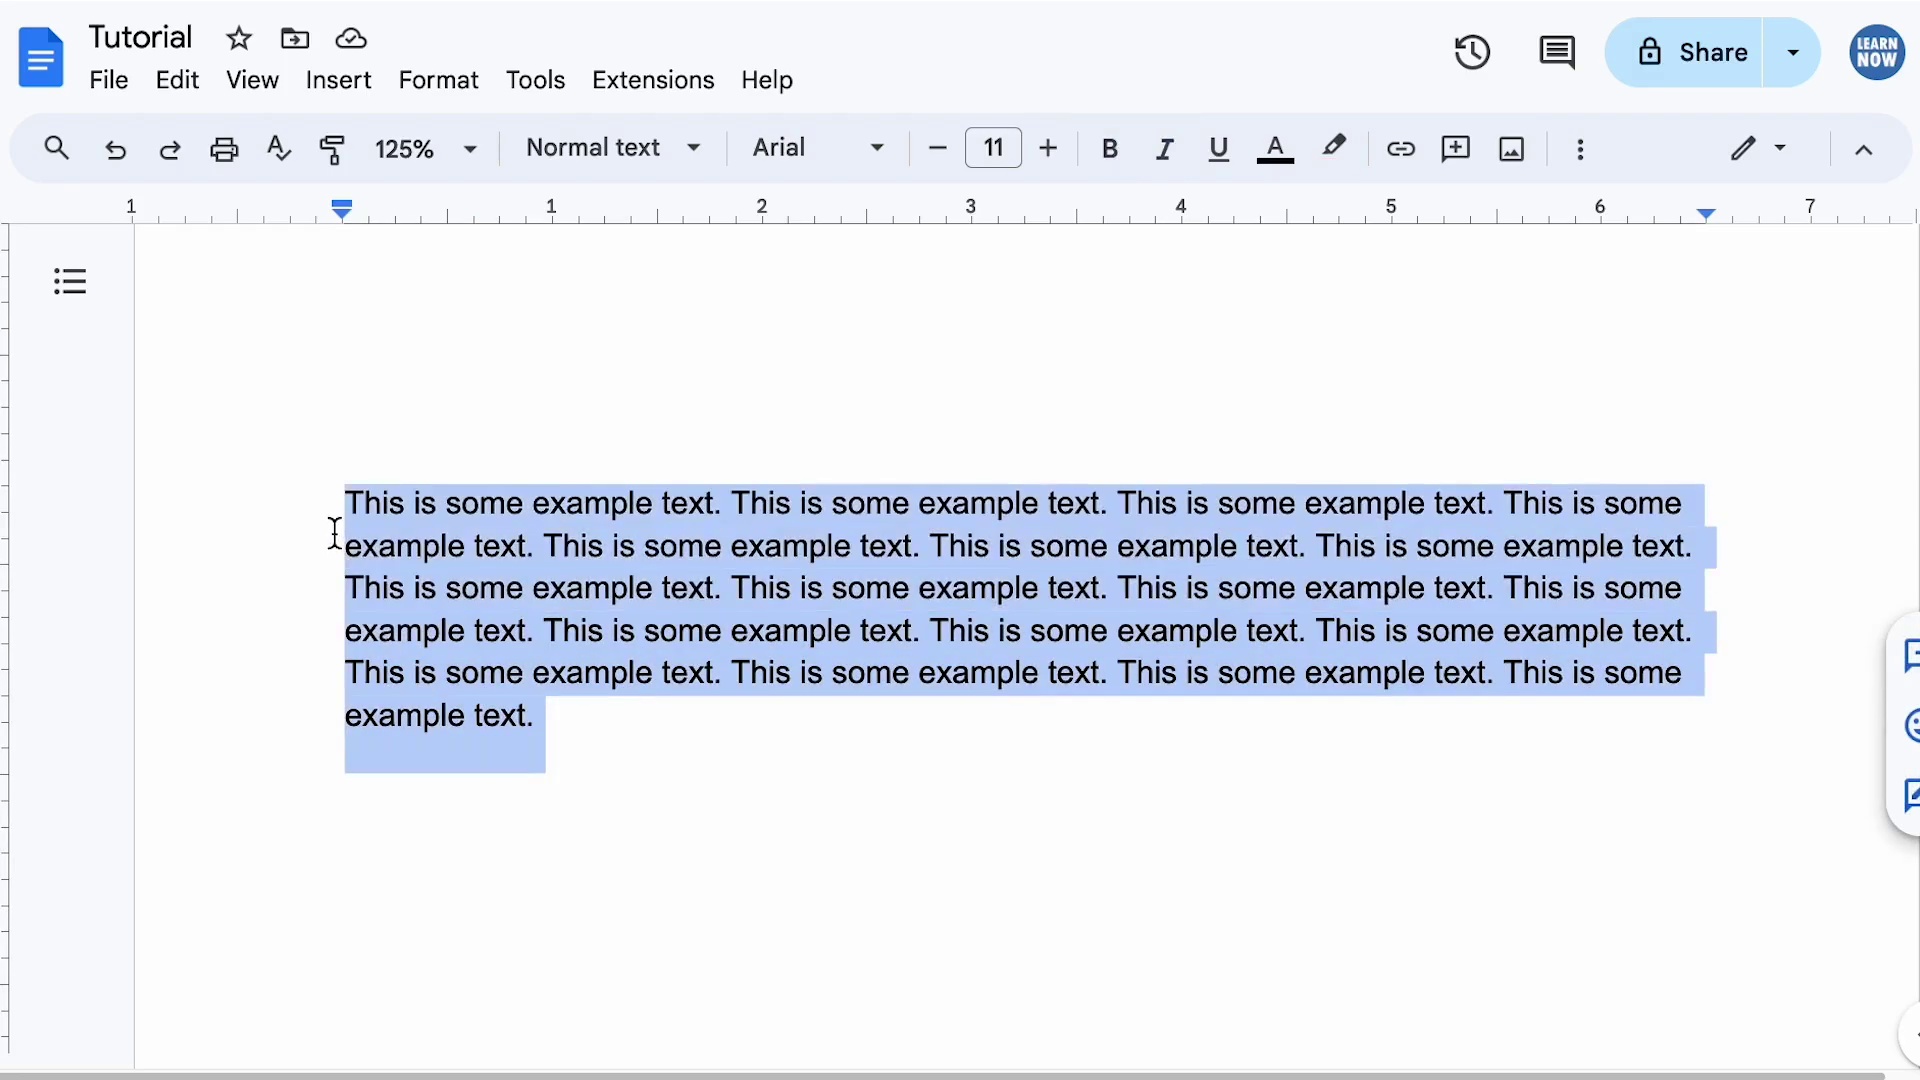 Tutorial
File Edit View Insert Format Tools Extensions Help
Share
LEARN
NOW
125% Normal text Arial 11 B I U A
1 1 2 3 4 5 6 7
This is some example text. This is some example text. This is some example text. This is some
example text. This is some example text. This is some example text. This is some example text.
This is some example text. This is some example text. This is some example text. This is some
example text. This is some example text. This is some example text. This is some example text.
This is some example text. This is some example text. This is some example text. This is some
example text.